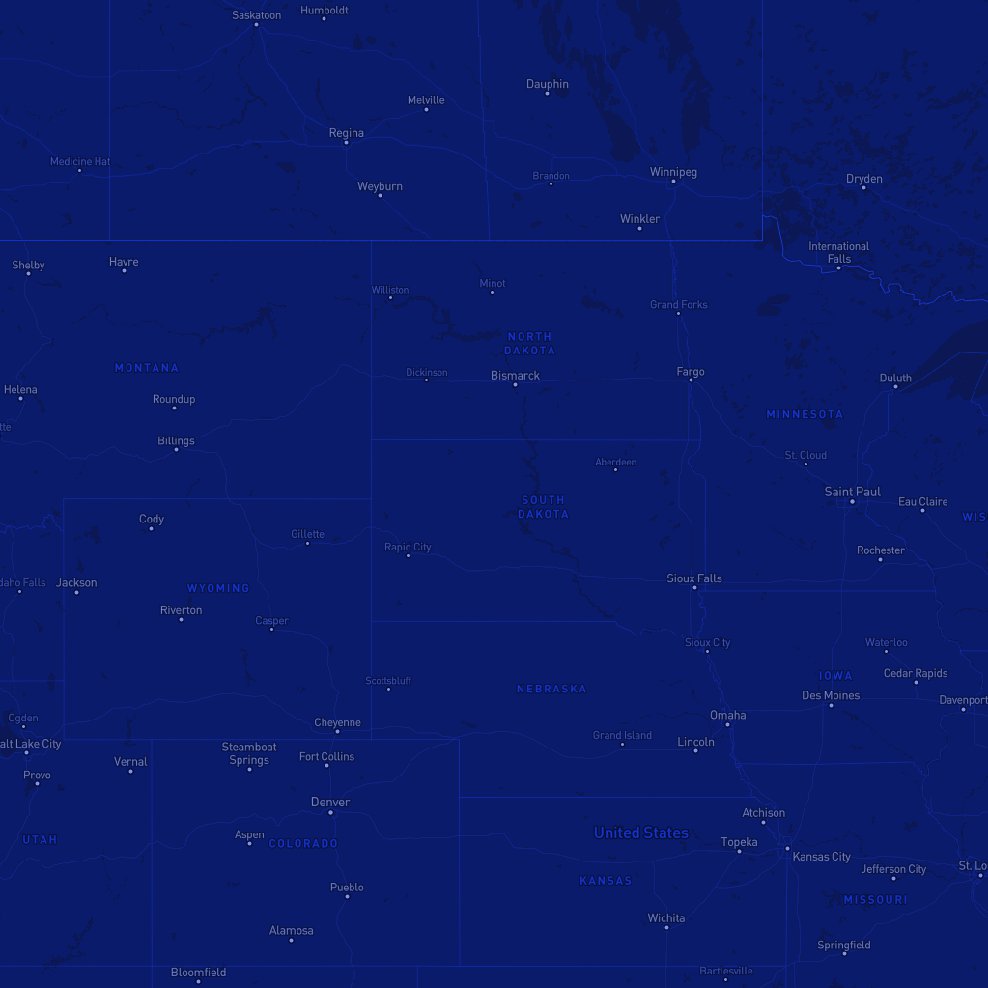 Saskatoon
Humboldt
Dauphin
Melville
Regina
Medicine Hat
Brandon
Winnipeg
Dryden
Weyburn
Winkler
International
Falls
Shelby
Havre
Williston
Minot
Grand Forks
NORTH
DAKOTA
MONTANA
Dickinson
Bismarck
Fargo
Duluth
Helena
Roundup
MINNESOTA
tte
Billings
St. Cloud
Aberdeen
Saint Paul
Eau Claire
SOUTH
DAKOTA
WIS
Cody
Gillette
Rapid City
Rochester
daho Falls
Jackson
WYOMING
Sioux Falls
Riverton
Casper
Sioux City
Waterloo
Scottsbluff
NEBRASKA
IOWA
Cedar Rapids
Des Moines
Davenport
Ogden
Cheyenne
Omaha
alt Lake City
Steamboat
Springs
Fort Collins
Grand Island
Lincoln
Vernal
Provo
Denver
Atchison
UTAH
Aspen
COLORADO
United States
Topeka
Kansas City
Jefferson City
St. Lo
Pueblo
KANSAS
MISSOURI
Alamosa
Wichita
Springfield
Bloomfield
Bartlesville